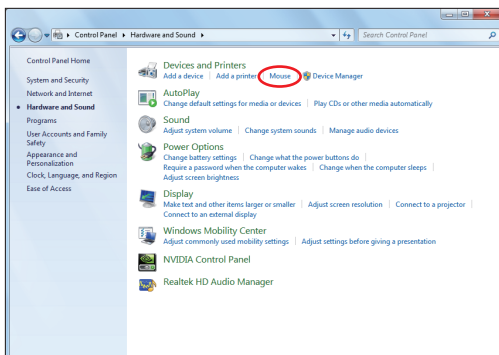 Control Panel ▸ Hardware and Sound ▸
Search Control Panel
Control Panel Home
System and Security
Network and Internet
Hardware and Sound
Programs
User Accounts and Family
Safety
Appearance and
Personalization
Clock, Language, and Region
Ease of Access
Devices and Printers
Add a device | Add a printer | Mouse | Device Manager
AutoPlay
Change default settings for media or devices | Play CDs or other media automatically
Sound
Adjust system volume | Change system sounds | Manage audio devices
Power Options
Change battery settings | Change what the power buttons do |
Require a password when the computer wakes | Change when the computer sleeps |
Adjust screen brightness
Display
Make text and other items larger or smaller | Adjust screen resolution | Connect to a projector |
Connect to an external display
Windows Mobility Center
Adjust commonly used mobility settings | Adjust settings before giving a presentation
NVIDIA Control Panel
Realtek HD Audio Manager